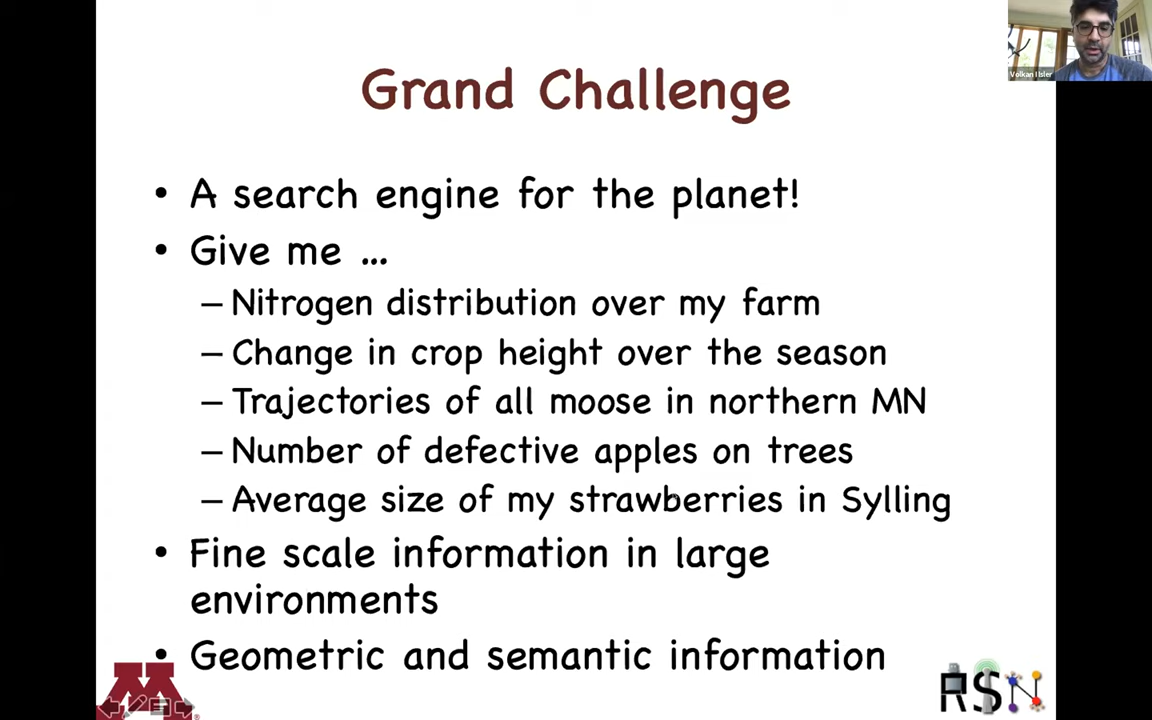 Grand Challenge
Volkan Isler
• A search engine for the planet!
• Give me ...
– Nitrogen distribution over my farm
– Change in crop height over the season
– Trajectories of all moose in northern MN
– Number of defective apples on trees
– Average size of my strawberries in Sylling
• Fine scale information in large
environments
• Geometric and semantic information
M
RSN